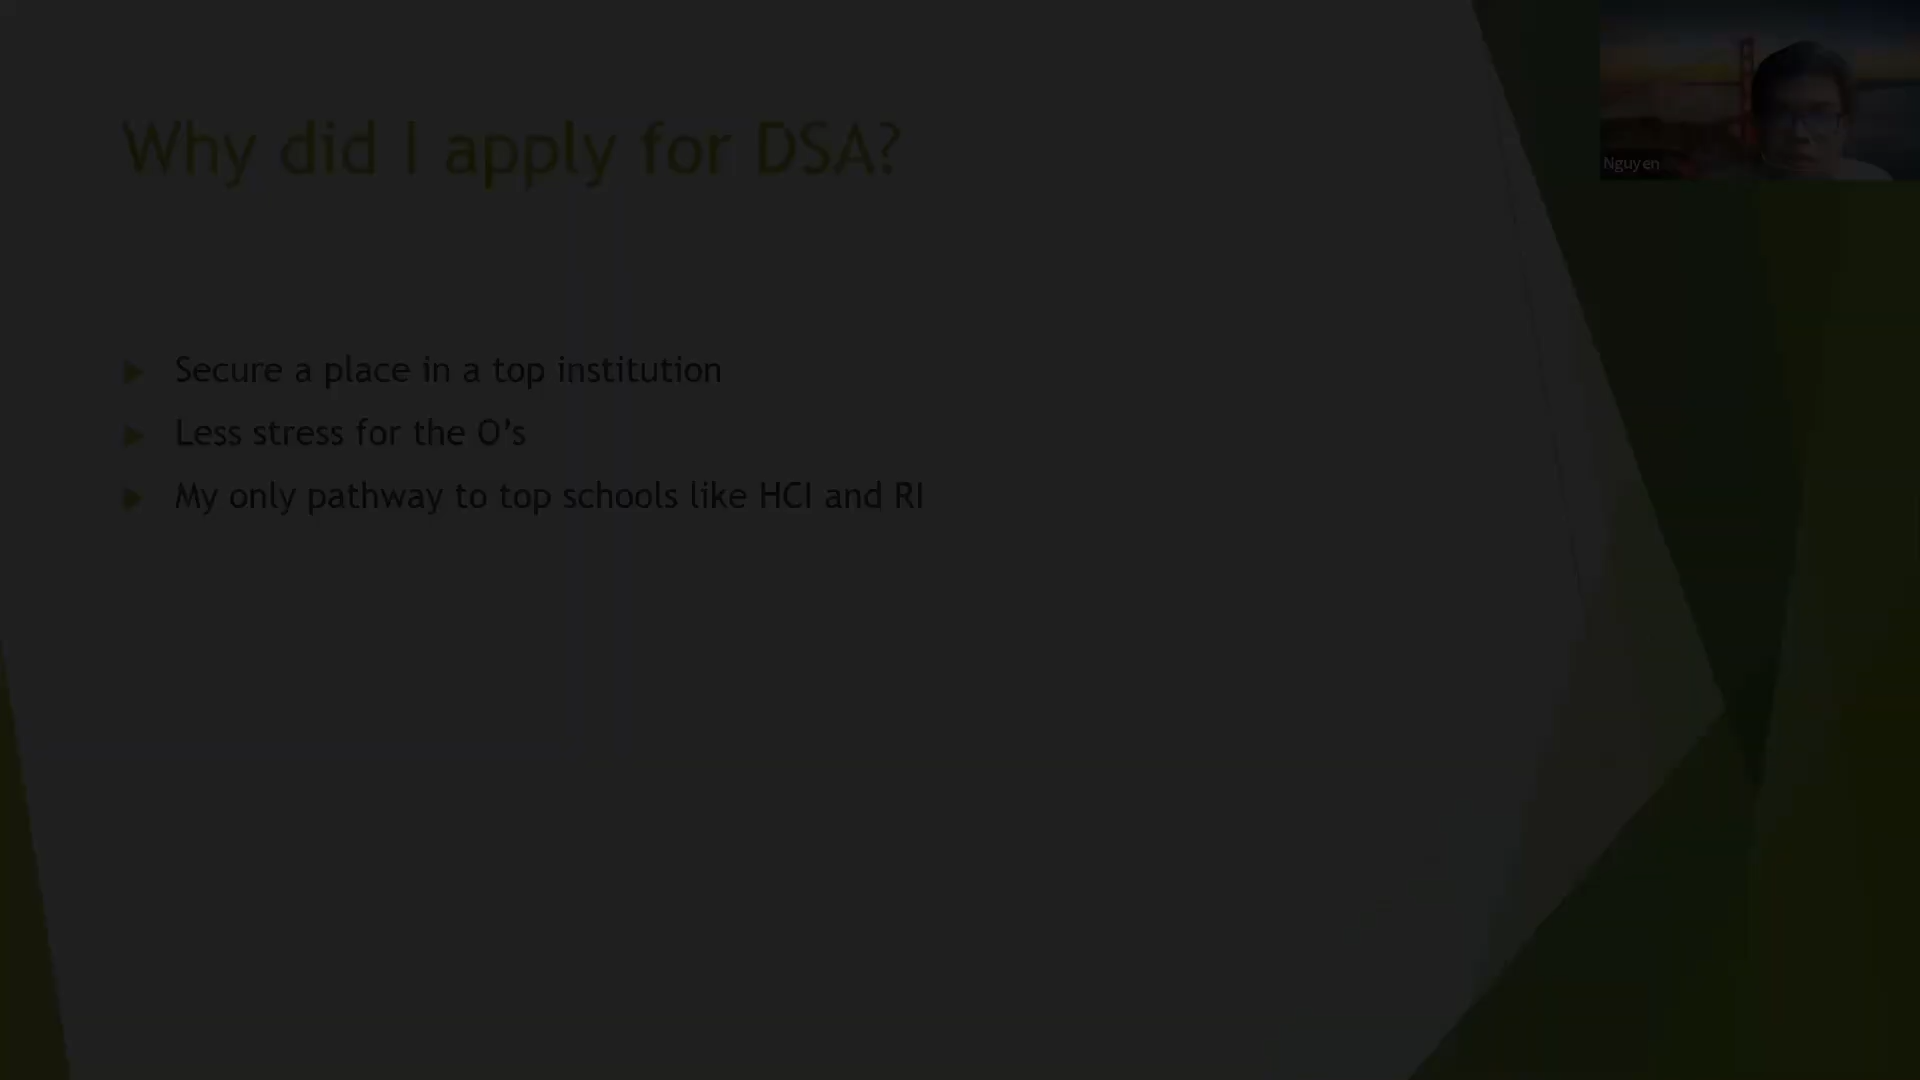 Why did I apply for DSA?
Nguyen
Secure a place in a top institution
Less stress for the O’s
My only pathway to top schools like HCI and RI